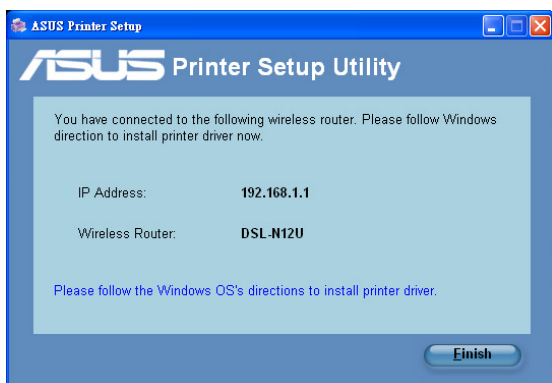 ASUS Printer Setup
ASUS Printer Setup Utility
You have connected to the following wireless router. Please follow Windows
direction to install printer driver now.
IP Address: 192.168.1.1
Wireless Router: DSL-N12U
Please follow the Windows OS's directions to install printer driver.
Finish